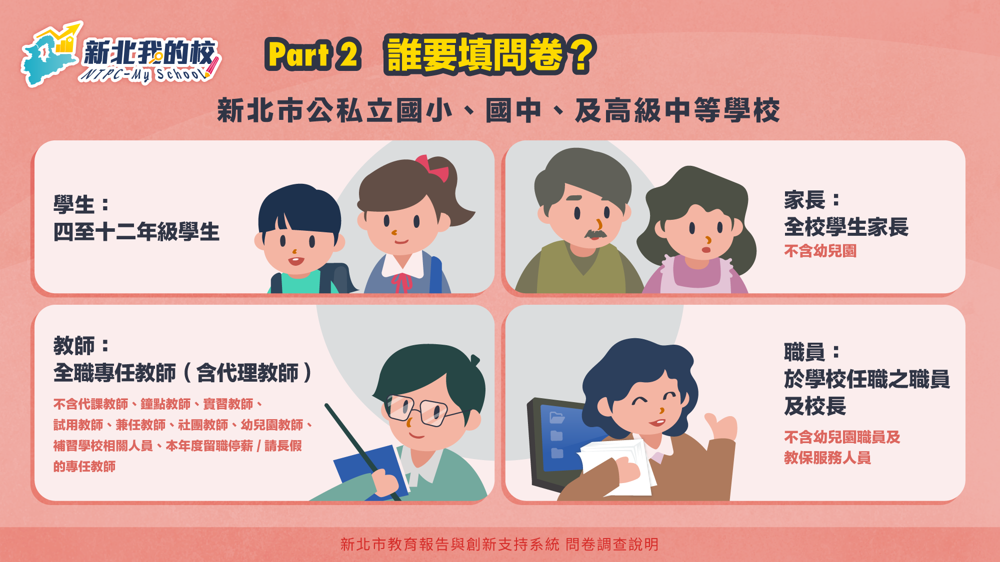 新北我的校
NTPC-My School
Part 2 誰要填問卷？
新北市公私立國小、國中、及高級中等學校
學生：
四至十二年級學生
家長：
全校學生家長
不含幼兒園
教師：
全職專任教師（含代理教師）
不含代課教師、鐘點教師、實習教師、
試用教師、兼任教師、社團教師、幼兒園教師、
補習學校相關人員、本年度留職停薪 / 請長假
的專任教師
職員：
於學校任職之職員
及校長
不含幼兒園職員及
教保服務人員
新北市教育報告與創新支持系統 問卷調查說明